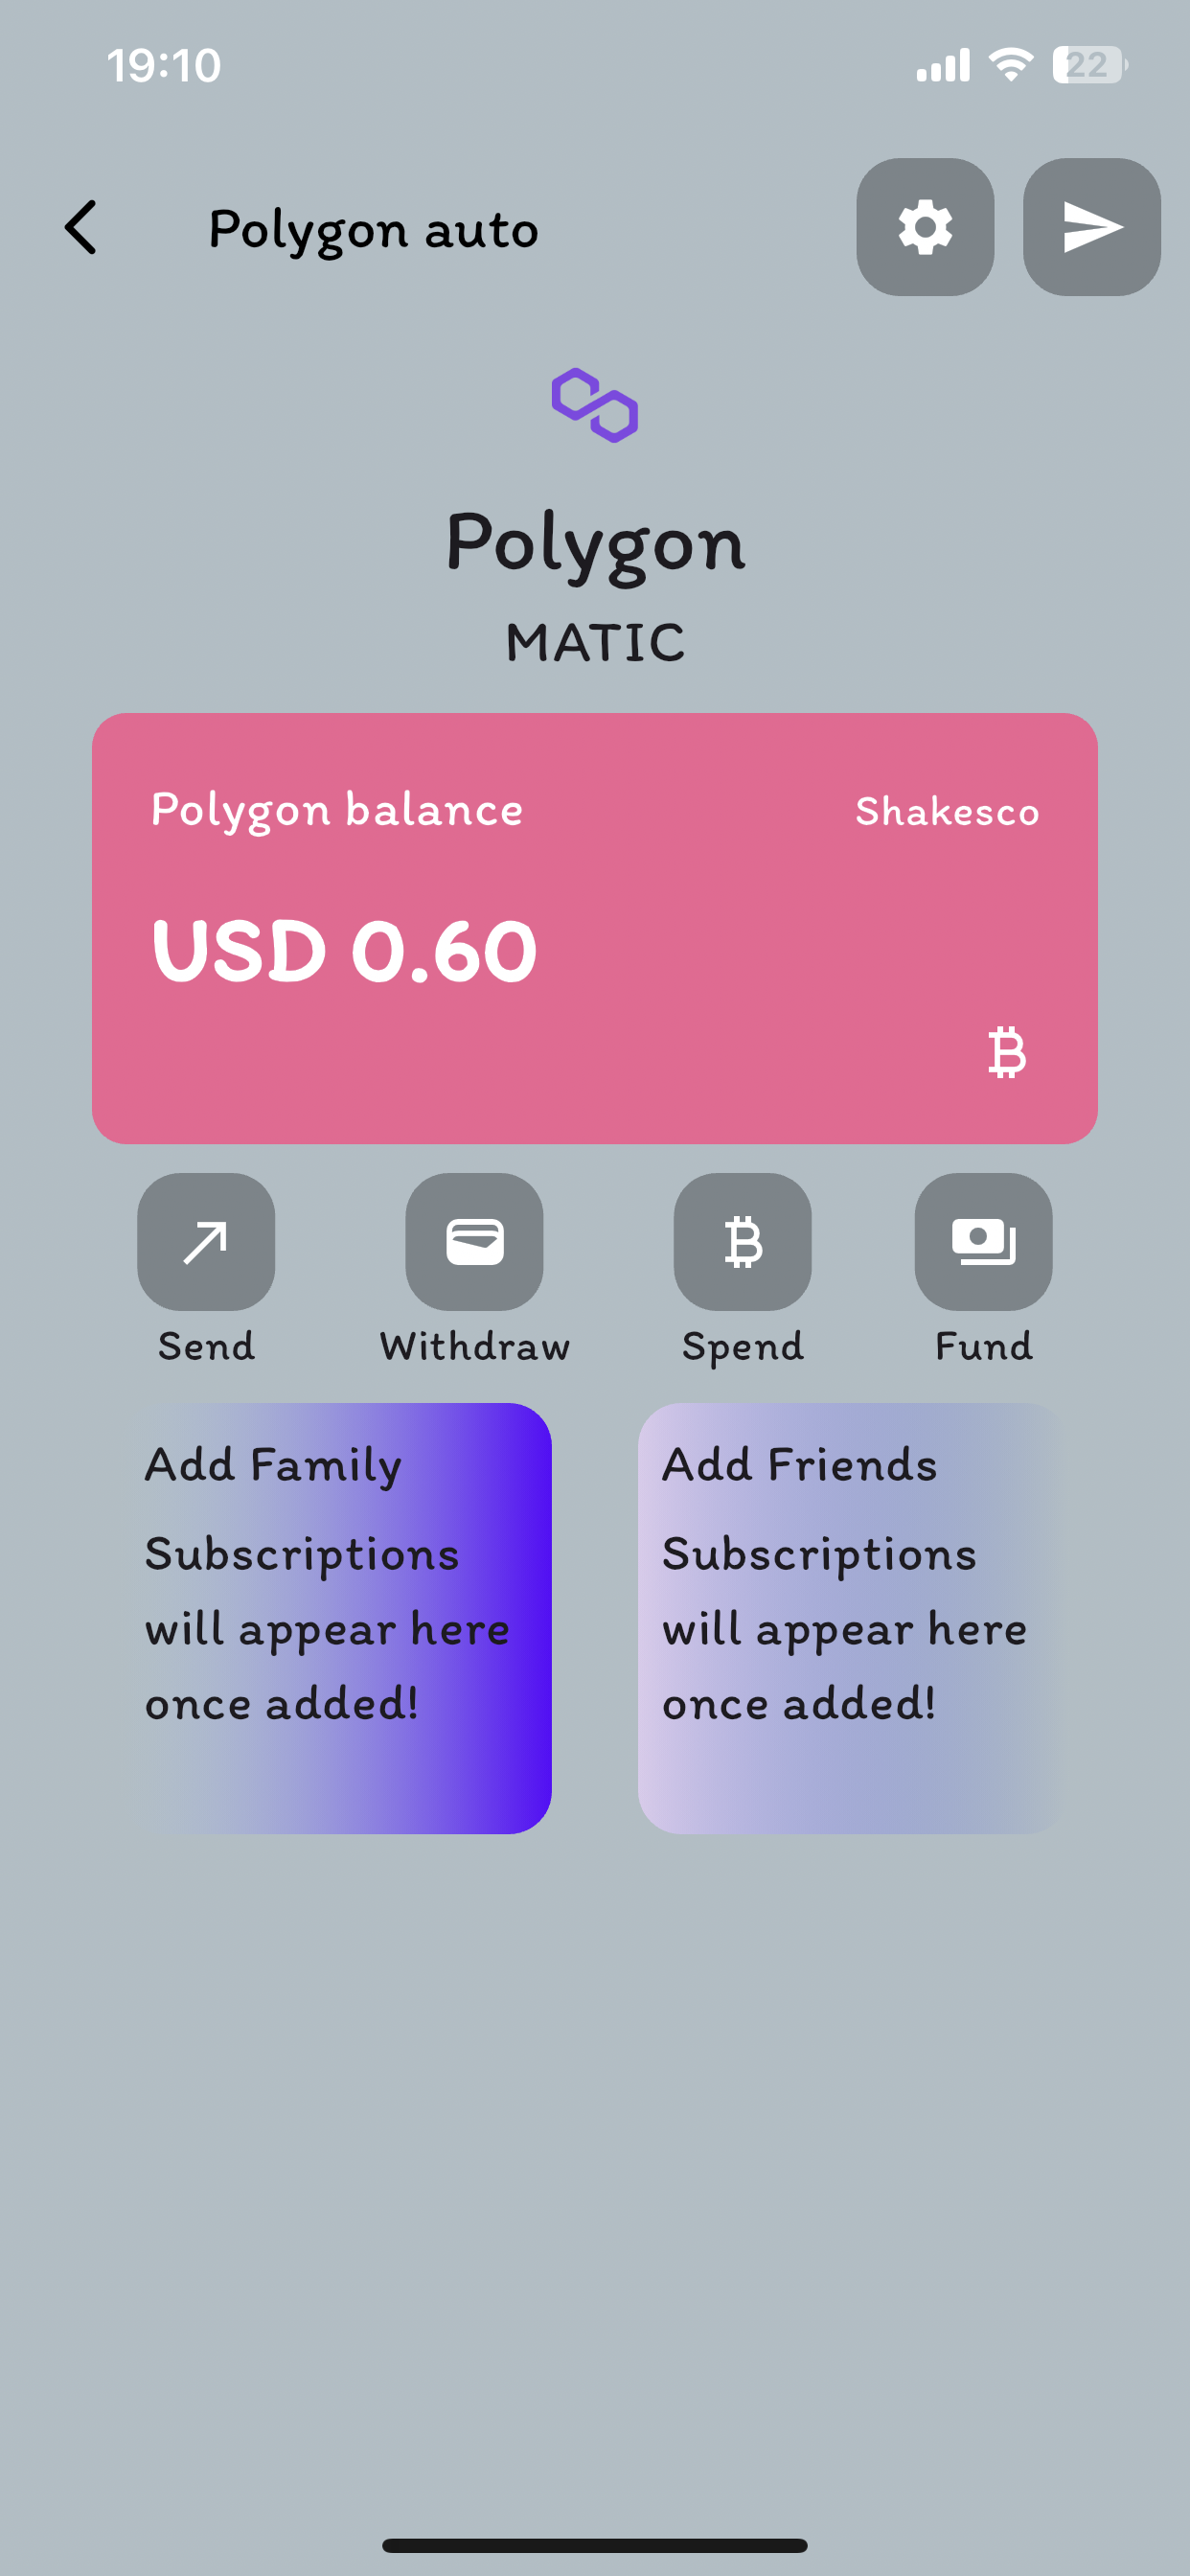 19:10
22
Polygon auto
Polygon
MATIC
Polygon balance
Shakesco
USD 0.60
Send
Withdraw
Spend
Fund
Add Family
Subscriptions
will appear here
once added!
Add Friends
Subscriptions
will appear here
once added!